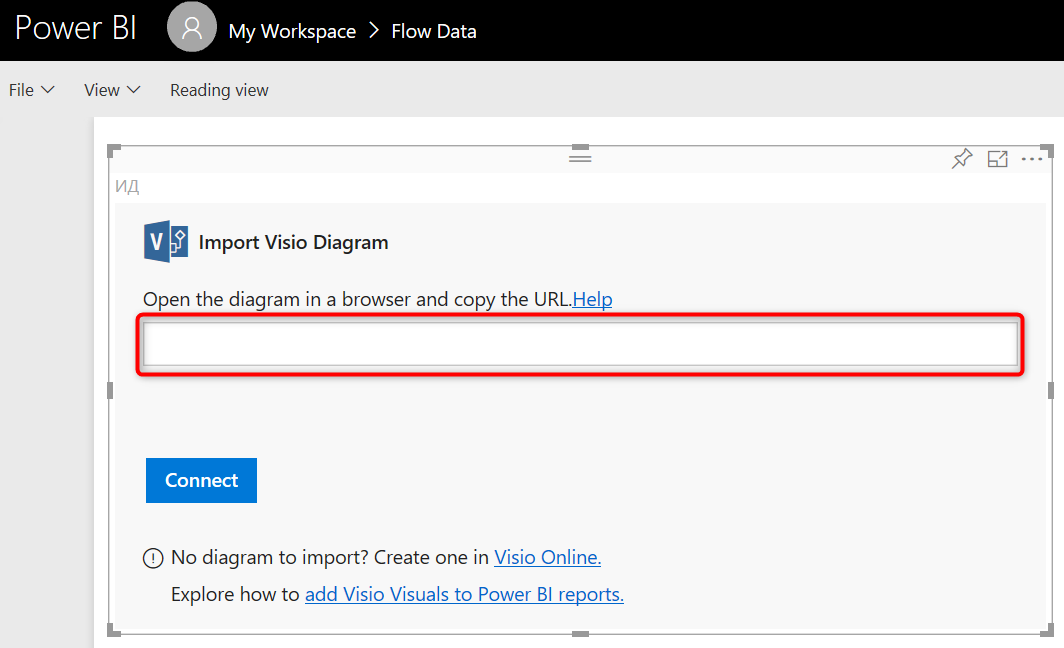 Power BI My Workspace > Flow Data
File View Reading view
ИД
V Import Visio Diagram
Open the diagram in a browser and copy the URL.Help
Connect
No diagram to import? Create one in Visio Online.
Explore how to add Visio Visuals to Power BI reports.